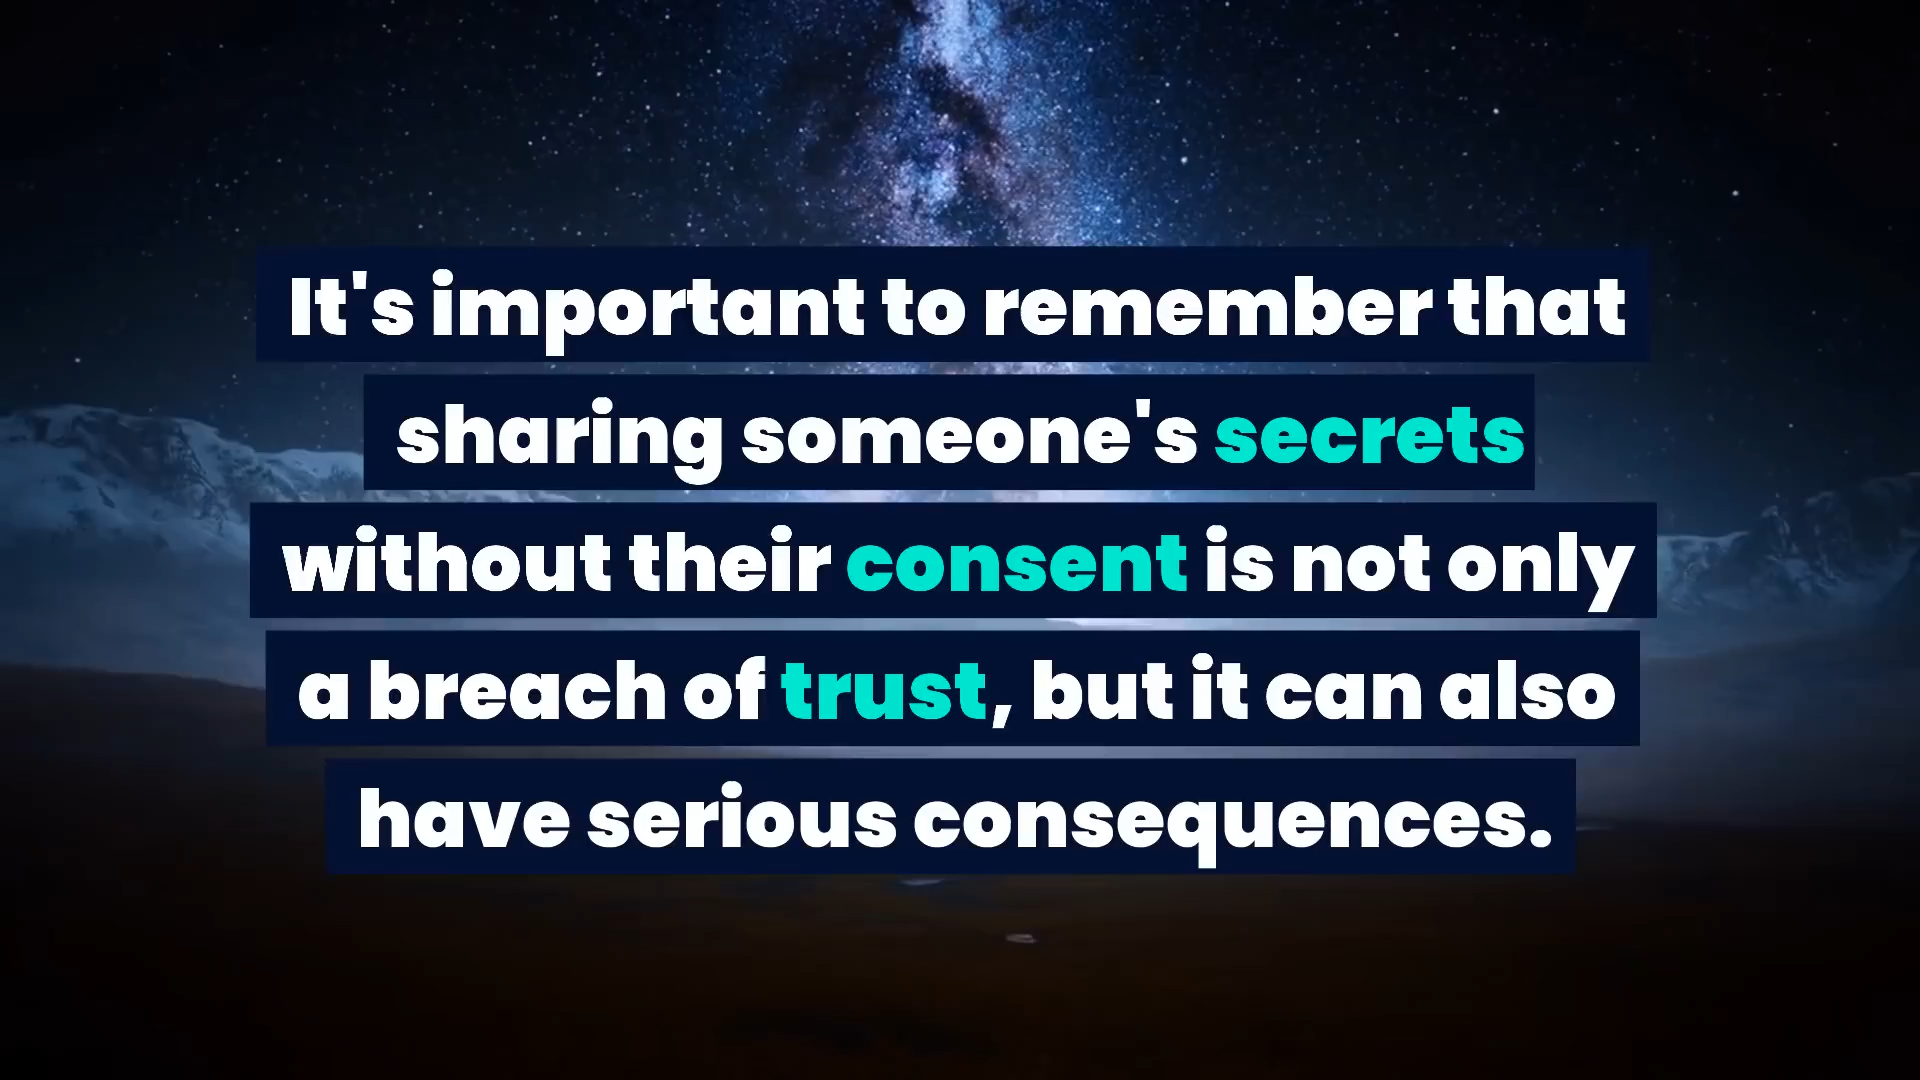 It's important to remember that
sharing someone's secrets
without their consent is not only
a breach of trust, but it can also
have serious consequences.